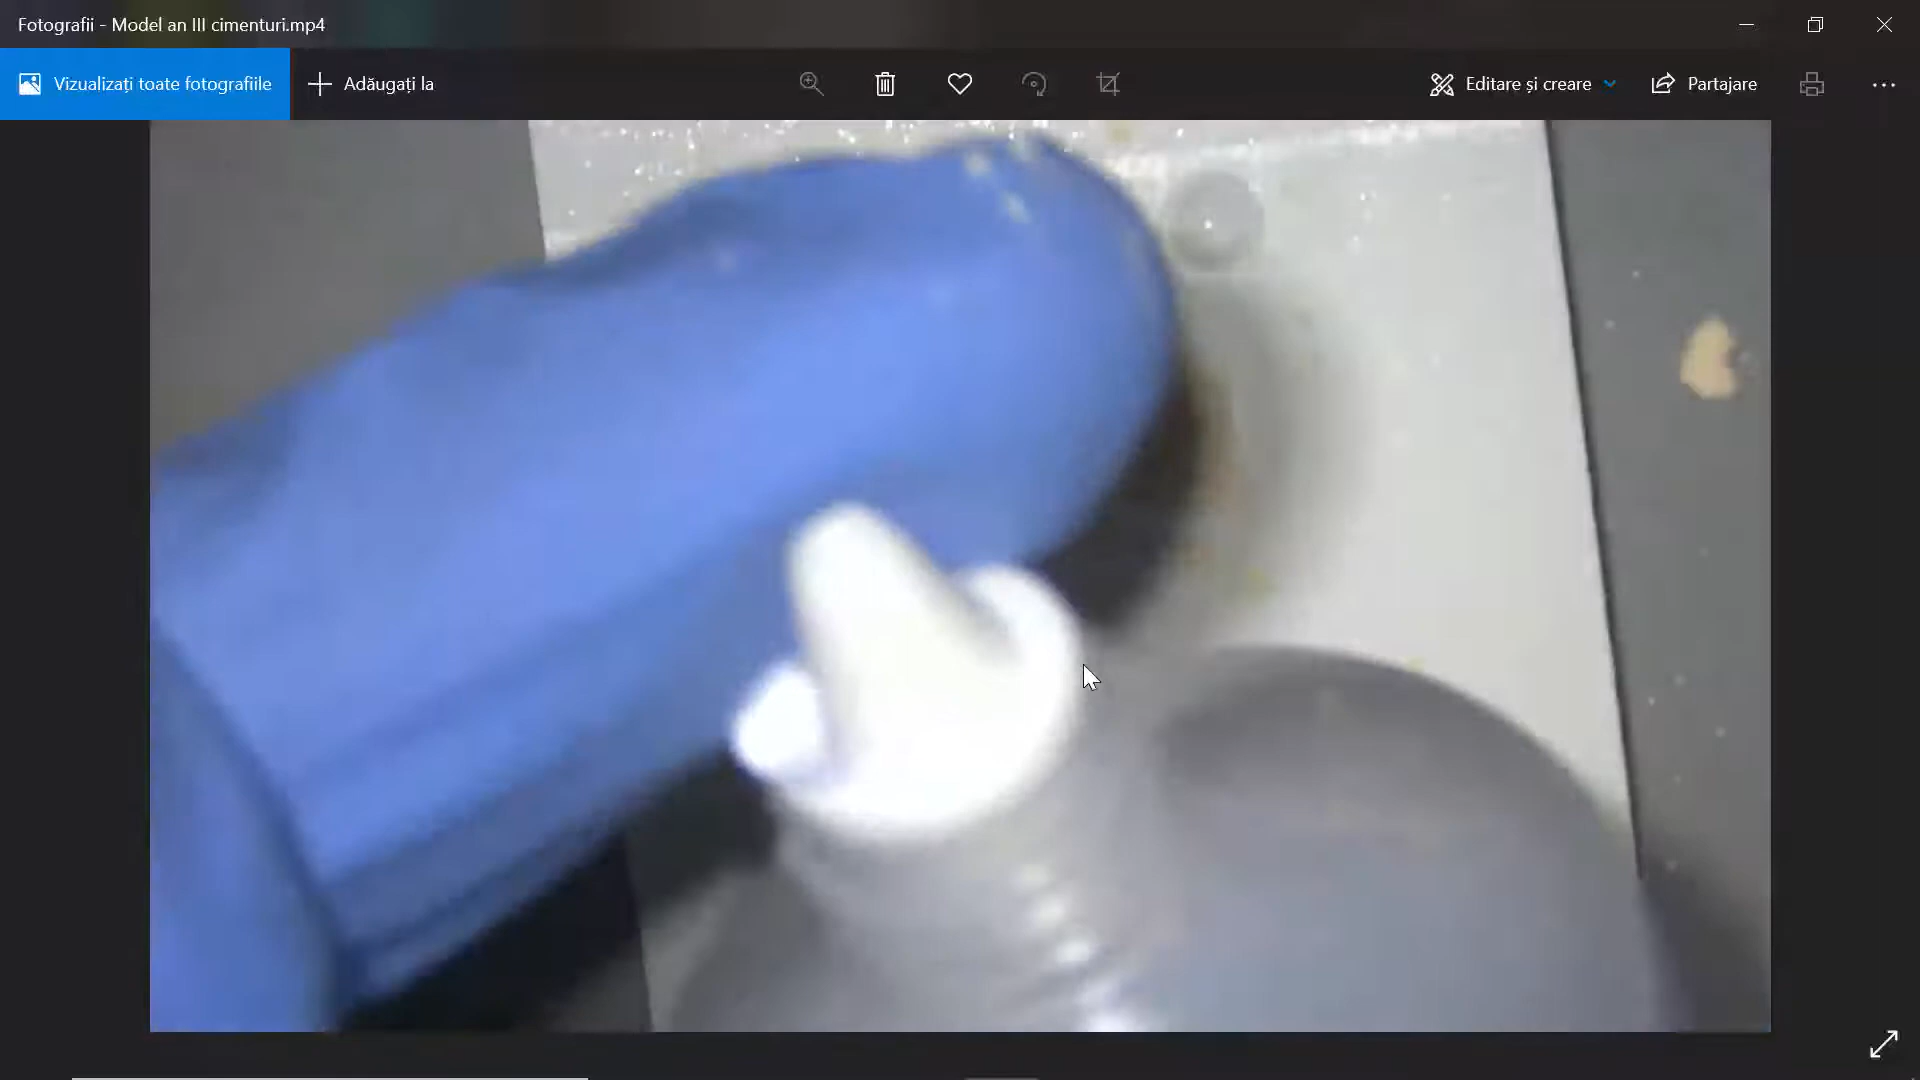 Fotografii - Model an III cimenturi.mp4
Vizualizați toate fotografiile
Adăugați la
Editare și creare
Partajare